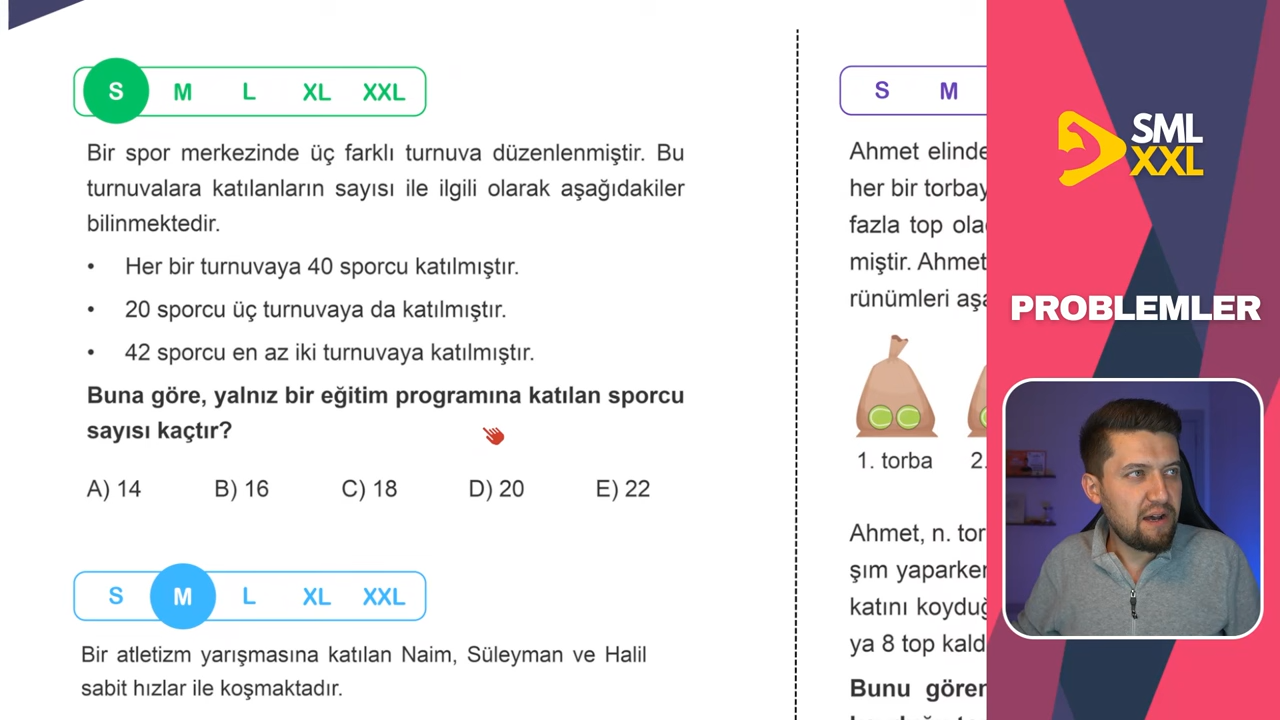 S M L XL XXL
Bir spor merkezinde üç farklı turnuva düzenlenmiştir. Bu
turnuvalara katılanların sayısı ile ilgili olarak aşağıdakiler
bilinmektedir.
• Her bir turnuvaya 40 sporcu katılmıştır.
• 20 sporcu üç turnuvaya da katılmıştır.
• 42 sporcu en az iki turnuvaya katılmıştır.
Buna göre, yalnız bir eğitim programına katılan sporcu
sayısı kaçtır?
A) 14 B) 16 C) 18 D) 20 E) 22
S M L XL XXL
Bir atletizm yarışmasına katılan Naim, Süleyman ve Halil
sabit hızlar ile koşmaktadır.
S M
Ahmet elinde
her bir torbay
fazla top ola
miştir. Ahmet
rünümleri aşa
1. torba 2.
Ahmet, n. tor
şım yaparken
katını koyduğ
ya 8 top kald
Bunu göre
SML
XXL
PROBLEMLER